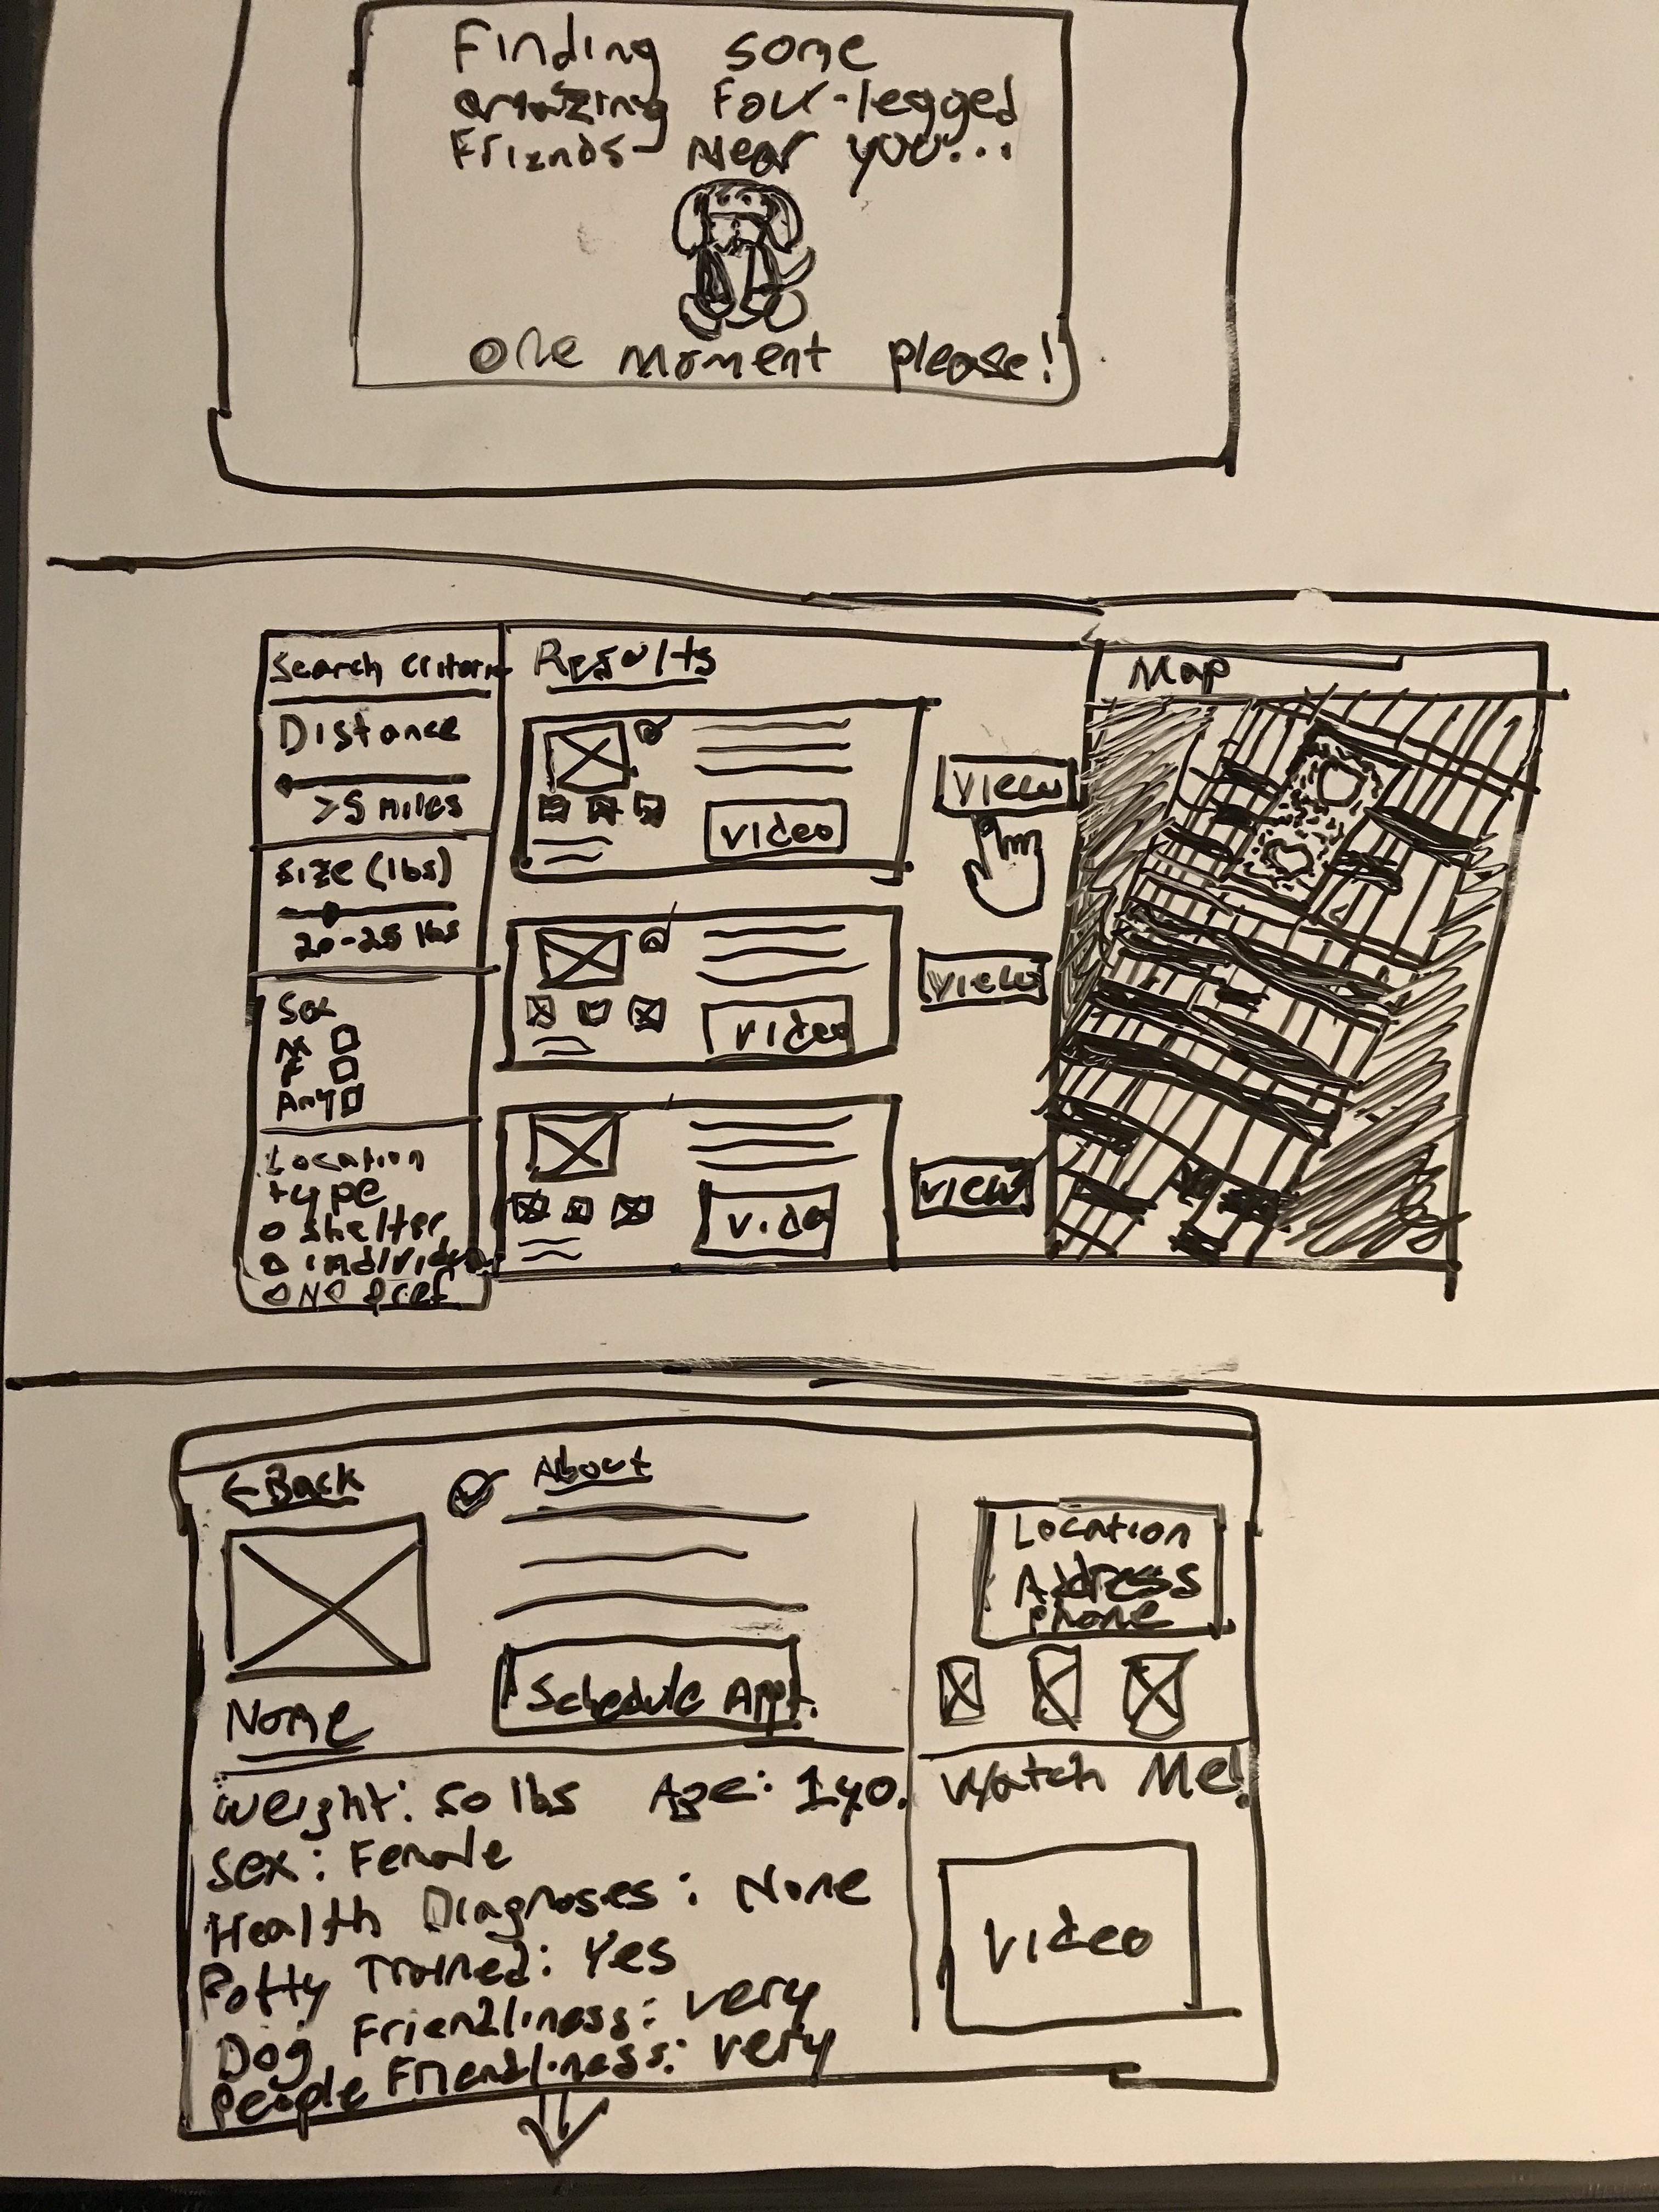 Finding some
amazing Four-legged
Friends Near you...
one moment please!
Search Criteria
Distance
>5 miles
Size (lbs)
20-25 lbs
Sex
M
F
Any
Location
type
shelter
individual
No pref
Results
video
view
video
view
video
view
Map
←Back
About
Schedule Appt.
Name
Weight: 50 lbs Age: 1 y.o.
Sex: Female
Health Diagnoses: None
Potty Trained: Yes
Dog Friendliness: very
People Friendliness: very
Location
Address
Phone
Watch Me!
Video